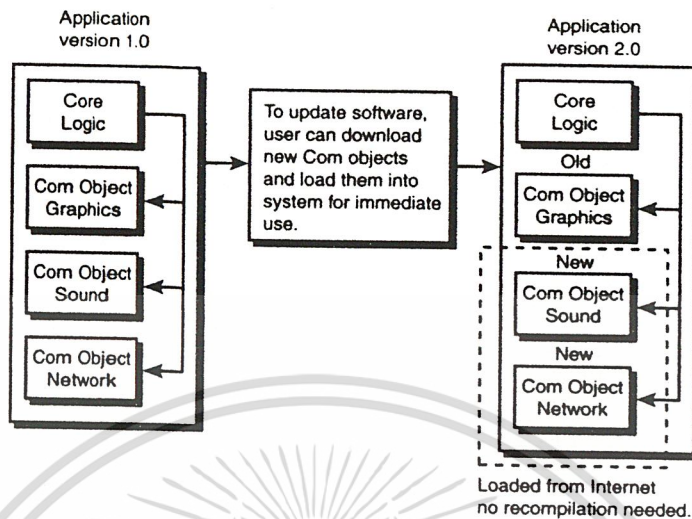 Application
version 1.0
Core
Logic
Com Object
Graphics
Com Object
Sound
Com Object
Network
To update software,
user can download
new Com objects
and load them into
system for immediate
use.
Application
version 2.0
Core
Logic
Old
Com Object
Graphics
New
Com Object
Sound
New
Com Object
Network
Loaded from Internet
no recompilation needed.